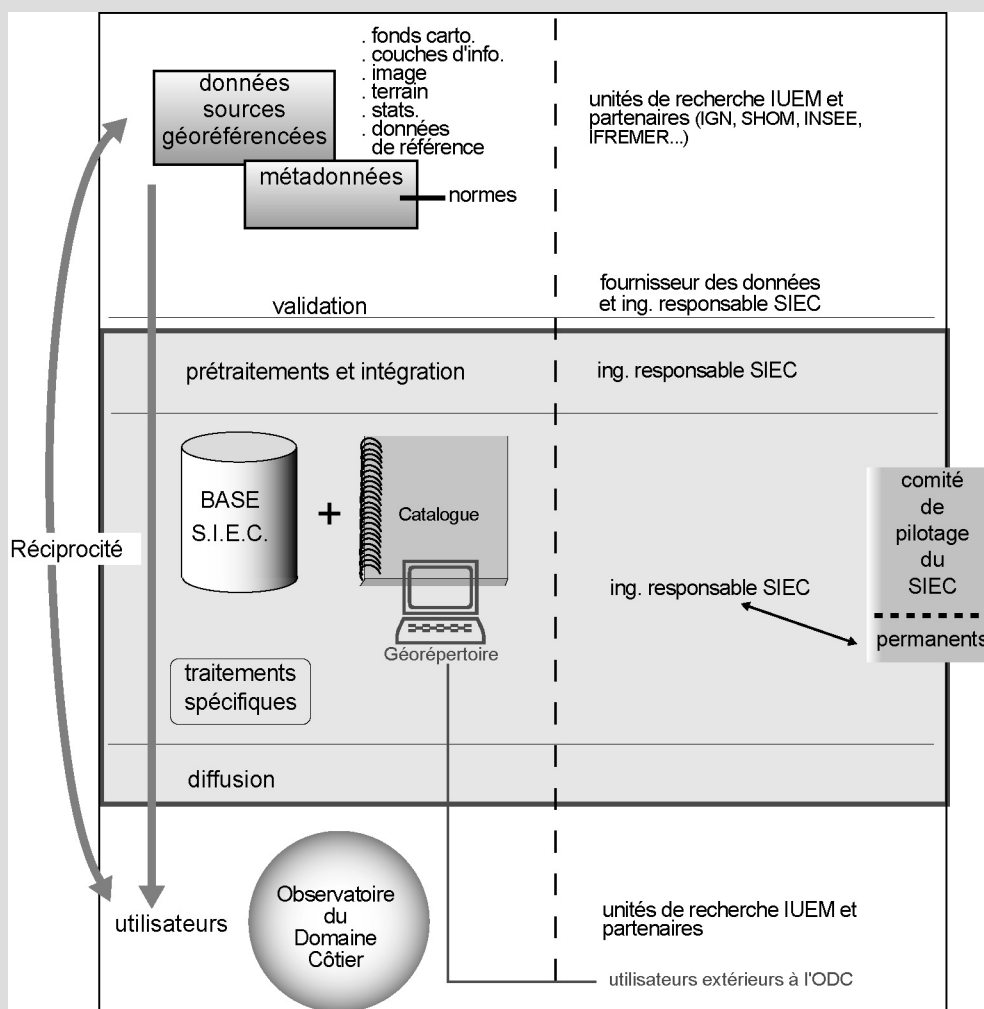 . fonds carto.
. couches d'info.
. image
. terrain
. stats.
. données
de référence
données
sources
géoréférencées
métadonnées
normes
unités de recherche IUEM et
partenaires (IGN, SHOM, INSEE,
IFREMER...)
validation
fournisseur des données
et ing. responsable SIEC
prétraitements et intégration
ing. responsable SIEC
BASE
S.I.E.C.
+
Catalogue
Géorépertoire
ing. responsable SIEC
comité
de
pilotage
du
SIEC
permanents
Réciprocité
traitements
spécifiques
diffusion
utilisateurs
Observatoire
du
Domaine
Côtier
unités de recherche IUEM et
partenaires
utilisateurs extérieurs à l'ODC